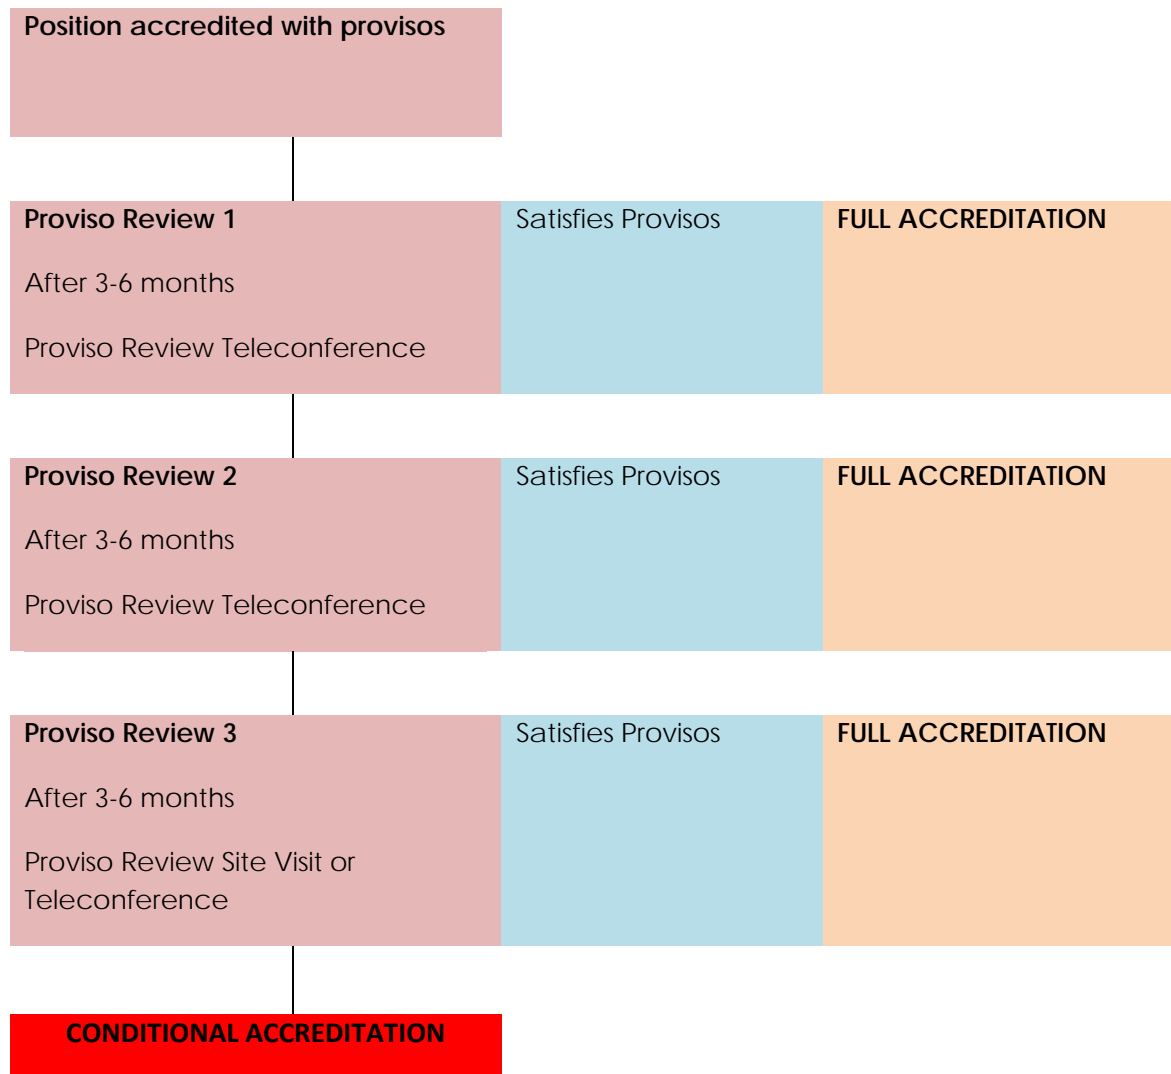 Position accredited with provisos
Proviso Review 1
After 3-6 months
Proviso Review Teleconference
Satisfies Provisos
FULL ACCREDITATION
Proviso Review 2
After 3-6 months
Proviso Review Teleconference
Satisfies Provisos
FULL ACCREDITATION
Proviso Review 3
After 3-6 months
Proviso Review Site Visit or
Teleconference
Satisfies Provisos
FULL ACCREDITATION
CONDITIONAL ACCREDITATION